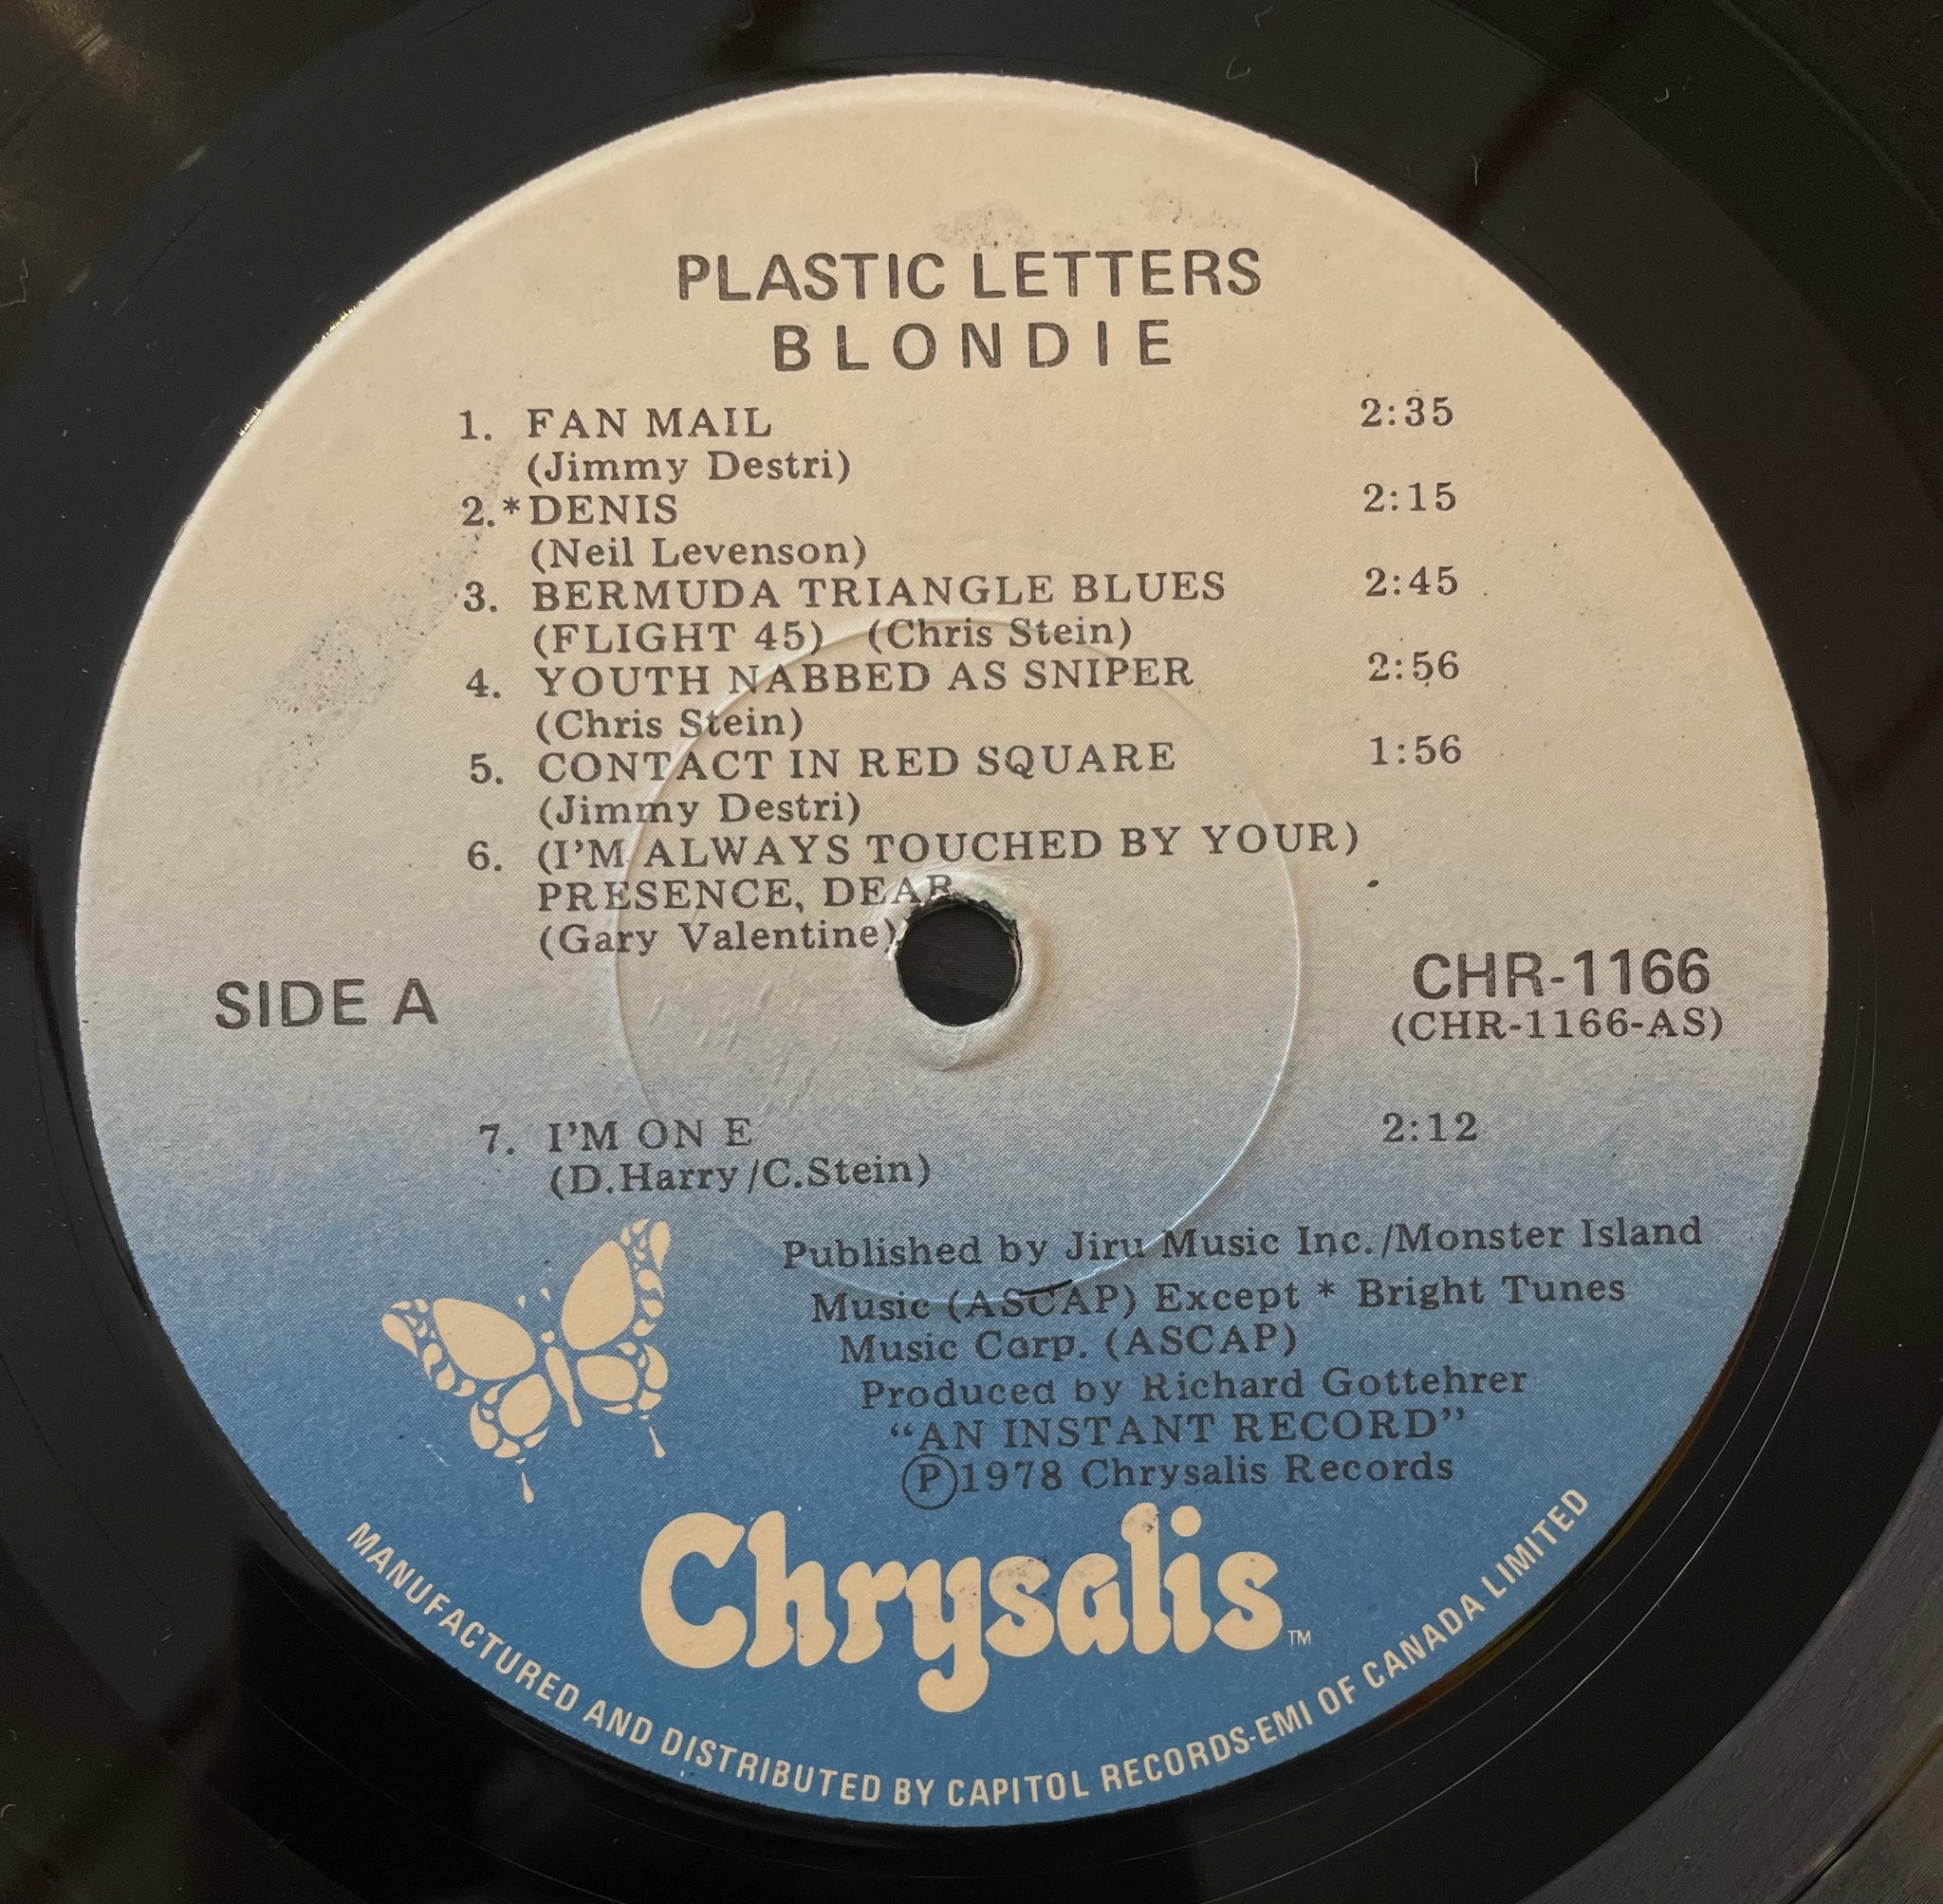 PLASTIC LETTERS
BLONDIE
1. FAN MAIL 2:35
(Jimmy Destri)
2.*DENIS 2:15
(Neil Levenson)
3. BERMUDA TRIANGLE BLUES 2:45
(FLIGHT 45) (Chris Stein)
4. YOUTH NABBED AS SNIPER 2:56
(Chris Stein)
5. CONTACT IN RED SQUARE 1:56
(Jimmy Destri)
6. (I'M ALWAYS TOUCHED BY YOUR)
PRESENCE, DEAR
(Gary Valentine)
SIDE A
CHR-1166
(CHR-1166-AS)
7. I'M ON E 2:12
(D.Harry/C.Stein)
Published by Jiru Music Inc./Monster Island
Music (ASCAP) Except * Bright Tunes
Music Corp. (ASCAP)
Produced by Richard Gottehrer
“AN INSTANT RECORD”
Ⓟ1978 Chrysalis Records
Chrysalis™
MANUFACTURED AND DISTRIBUTED BY CAPITOL RECORDS-EMI OF CANADA LIMITED